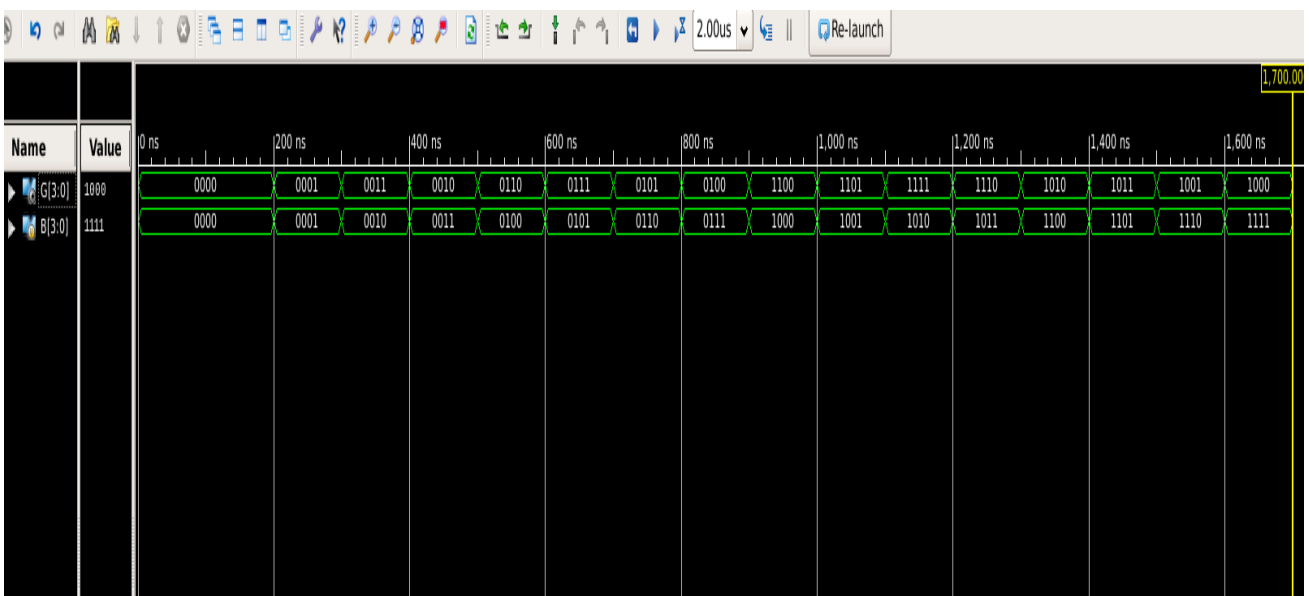 2.00us Re-launch
1,700.00
Name Value 0 ns 200 ns 400 ns 600 ns 800 ns 1,000 ns 1,200 ns 1,400 ns 1,600 ns
G[3:0] 1000 0000 0001 0011 0010 0110 0111 0101 0100 1100 1101 1111 1110 1010 1011 1001 1000
B[3:0] 1111 0000 0001 0010 0011 0100 0101 0110 0111 1000 1001 1010 1011 1100 1101 1110 1111